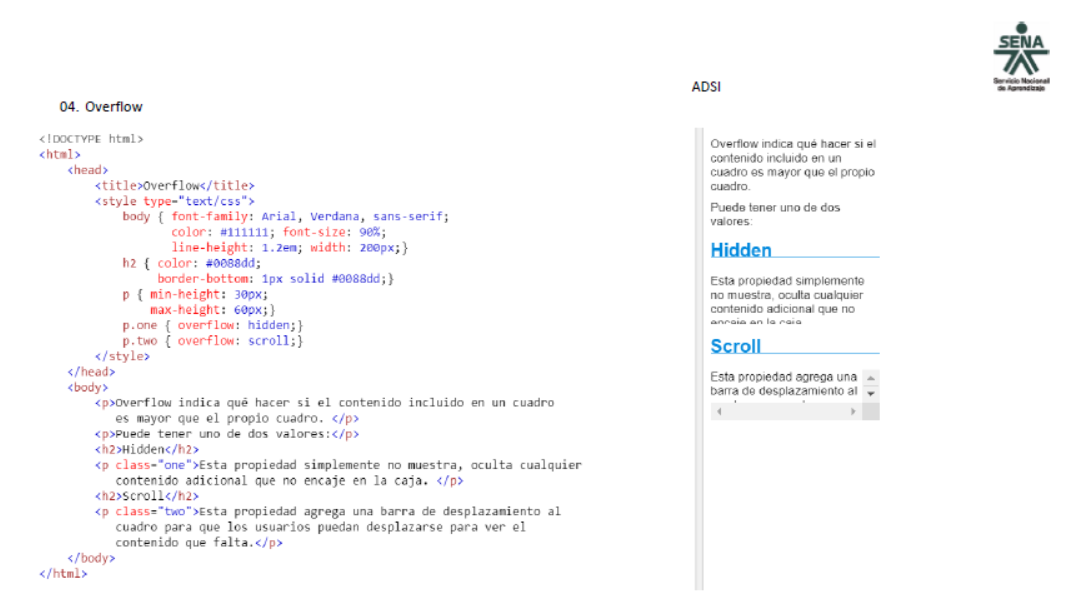 SENA
Servicio Nacional
de Aprendizaje
ADSI
04. Overflow
<!DOCTYPE html>
<html>
<head>
<title>Overflow</title>
<style type="text/css">
body { font-family: Arial, Verdana, sans-serif;
color: #111111; font-size: 90%;
line-height: 1.2em; width: 200px;}
h2 { color: #0088dd;
border-bottom: 1px solid #0088dd;}
p { min-height: 30px;
max-height: 60px;}
p.one { overflow: hidden;}
p.two { overflow: scroll;}
</style>
</head>
<body>
<p>Overflow indica qué hacer si el contenido incluido en un cuadro
es mayor que el propio cuadro. </p>
<p>Puede tener uno de dos valores:</p>
<h2>Hidden</h2>
<p class="one">Esta propiedad simplemente no muestra, oculta cualquier
contenido adicional que no encaje en la caja. </p>
<h2>Scroll</h2>
<p class="two">Esta propiedad agrega una barra de desplazamiento al
cuadro para que los usuarios puedan desplazarse para ver el
contenido que falta.</p>
</body>
</html>
Overflow indica qué hacer si el
contenido incluido en un
cuadro es mayor que el propio
cuadro.
Puede tener uno de dos
valores:
Hidden
Esta propiedad simplemente
no muestra, oculta cualquier
contenido adicional que no
encaje en la caja
Scroll
Esta propiedad agrega una
barra de desplazamiento al